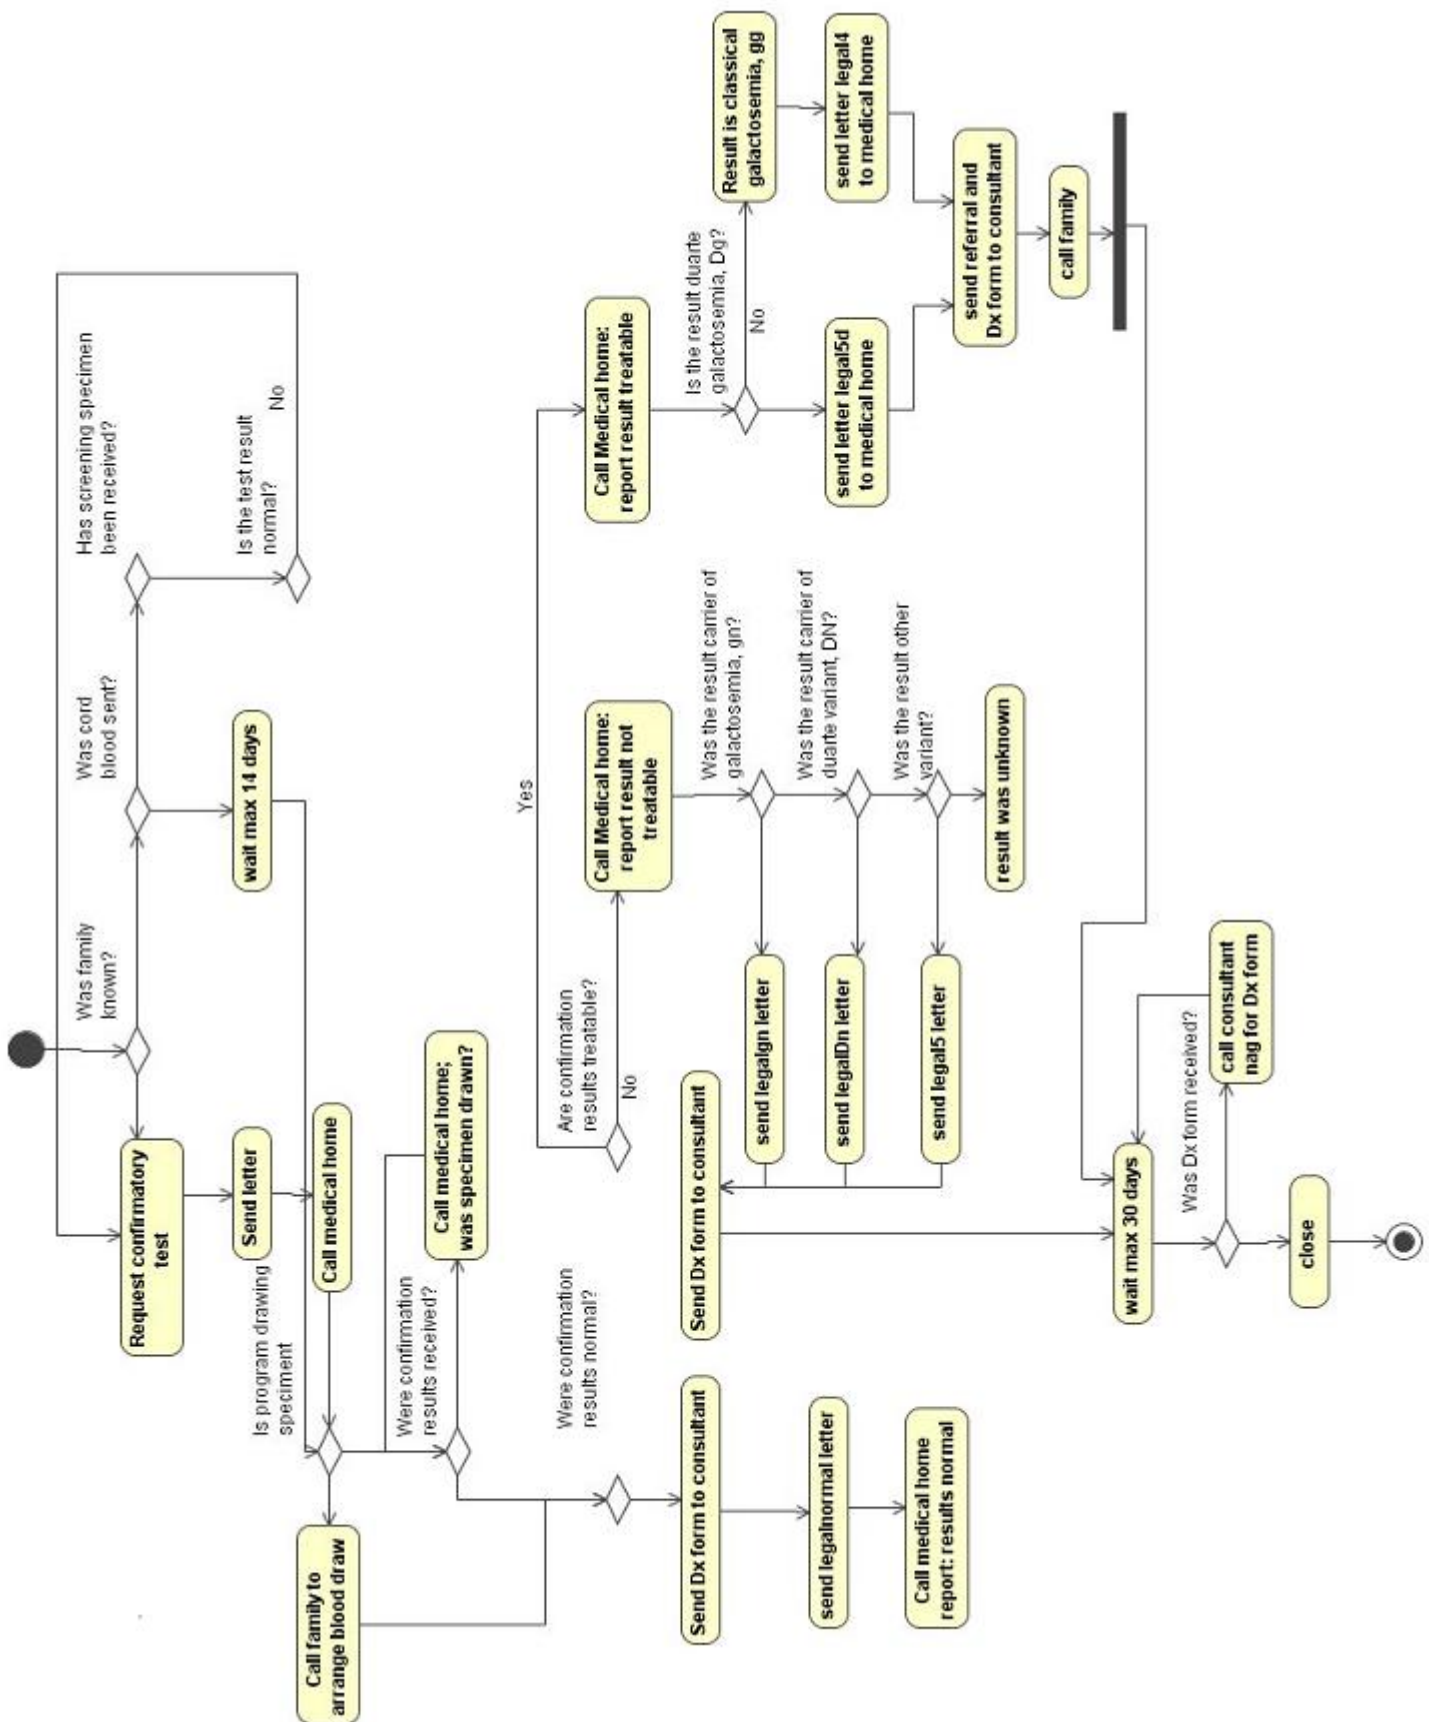 Was family
known?
Was cord
blood sent?
Has screening specimen
been received?
Is the test result
normal?
No
Request confirmatory
test
Send letter
wait max 14 days
Call medical home
Is program drawing
speciment
Call family to
arrange blood draw
Were confirmation
results received?
Call medical home;
was specimen drawn?
Were confirmation
results normal?
Send Dx form to consultant
send legalnormal letter
Call medical home
report: results normal
Are confirmation
results treatable?
No
Yes
Call Medical home:
report result not
treatable
Was the result carrier of
galactosemia, gn?
Was the result carrier of
duarte variant, DN?
Was the result other
variant?
result was unknown
send legalgn letter
send legalDn letter
send legal5 letter
Send Dx form to consultant
Call Medical home:
report result treatable
Is the result duarte
galactosemia, Dg?
No
Result is classical
galactosemia, gg
send letter legal5d
to medical home
send letter legal4
to medical home
send referral and
Dx form to consultant
call family
wait max 30 days
Was Dx form received?
call consultant
nag for Dx form
close